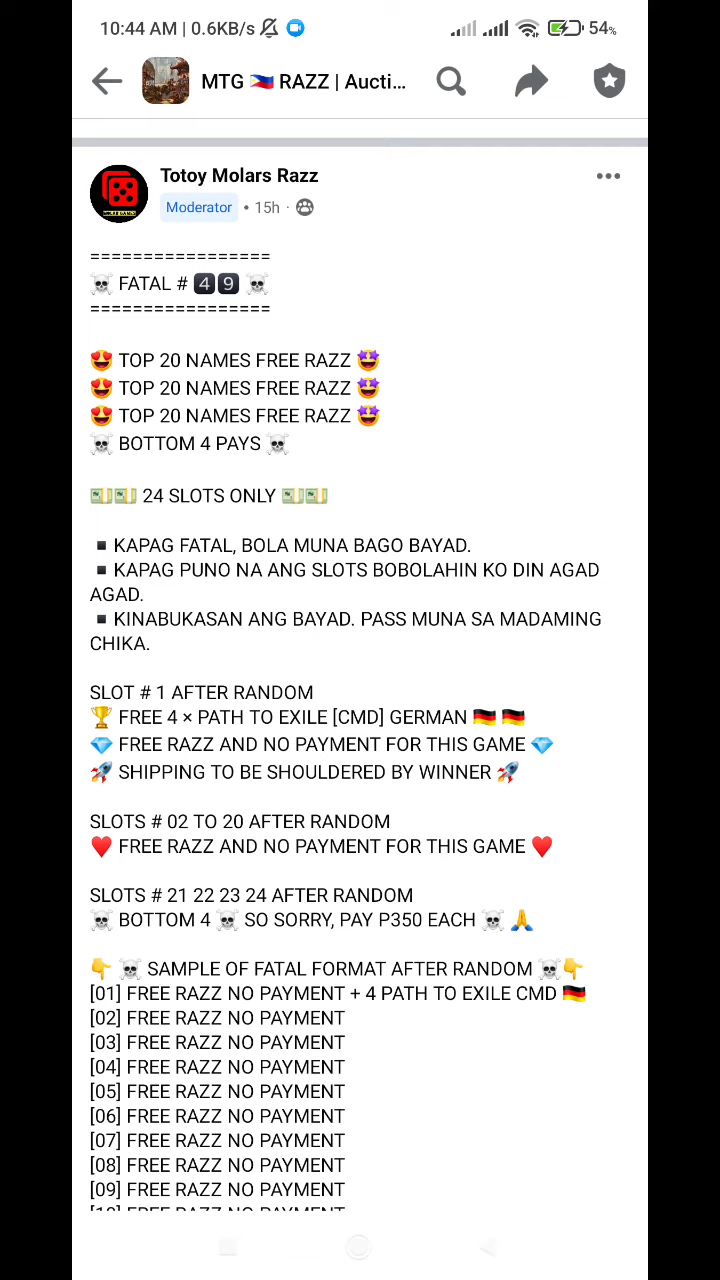 10:44 AM | 0.6KB/s 54%
MTG 🇵🇭 RAZZ | Aucti...
Totoy Molars Razz
Moderator • 15h ·
=================
☠️ FATAL # 4️⃣9️⃣ ☠️
=================
😍 TOP 20 NAMES FREE RAZZ 🤩
😍 TOP 20 NAMES FREE RAZZ 🤩
😍 TOP 20 NAMES FREE RAZZ 🤩
☠️ BOTTOM 4 PAYS ☠️
💵💵 24 SLOTS ONLY 💵💵
▪️KAPAG FATAL, BOLA MUNA BAGO BAYAD.
▪️KAPAG PUNO NA ANG SLOTS BOBOLAHIN KO DIN AGAD
AGAD.
▪️KINABUKASAN ANG BAYAD. PASS MUNA SA MADAMING
CHIKA.
SLOT # 1 AFTER RANDOM
🏆 FREE 4 × PATH TO EXILE [CMD] GERMAN 🇩🇪 🇩🇪
💎 FREE RAZZ AND NO PAYMENT FOR THIS GAME 💎
🚀 SHIPPING TO BE SHOULDERED BY WINNER 🚀
SLOTS # 02 TO 20 AFTER RANDOM
♥️ FREE RAZZ AND NO PAYMENT FOR THIS GAME ♥️
SLOTS # 21 22 23 24 AFTER RANDOM
☠️ BOTTOM 4 ☠️ SO SORRY, PAY P350 EACH ☠️ 🙏
👇 ☠️ SAMPLE OF FATAL FORMAT AFTER RANDOM ☠️👇
[01] FREE RAZZ NO PAYMENT + 4 PATH TO EXILE CMD 🇩🇪
[02] FREE RAZZ NO PAYMENT
[03] FREE RAZZ NO PAYMENT
[04] FREE RAZZ NO PAYMENT
[05] FREE RAZZ NO PAYMENT
[06] FREE RAZZ NO PAYMENT
[07] FREE RAZZ NO PAYMENT
[08] FREE RAZZ NO PAYMENT
[09] FREE RAZZ NO PAYMENT
[10] FREE RAZZ NO PAYMENT